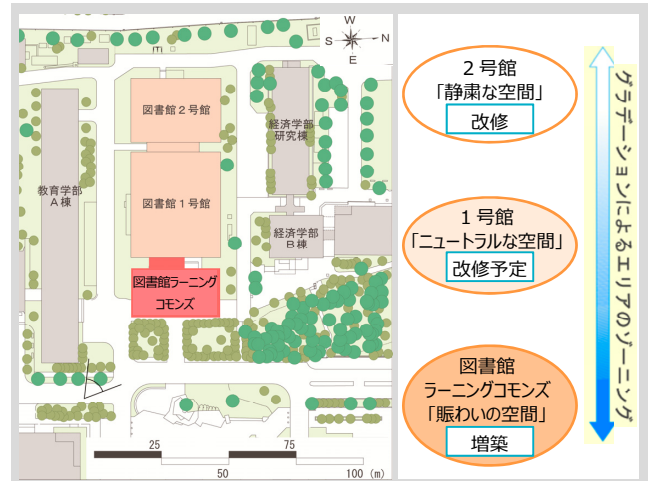 W
S
N
E
図書館2号館
経済学部
研究棟
教育学部
A棟
図書館1号館
経済学部
B棟
図書館ラーニング
コモンズ
25
75
50
100 (m)
2号館
「静粛な空間」
改修
1号館
「ニュートラルな空間」
改修予定
図書館
ラーニングコモンズ
「賑わいの空間」
増築
グラデーションによるエリアのゾーニング